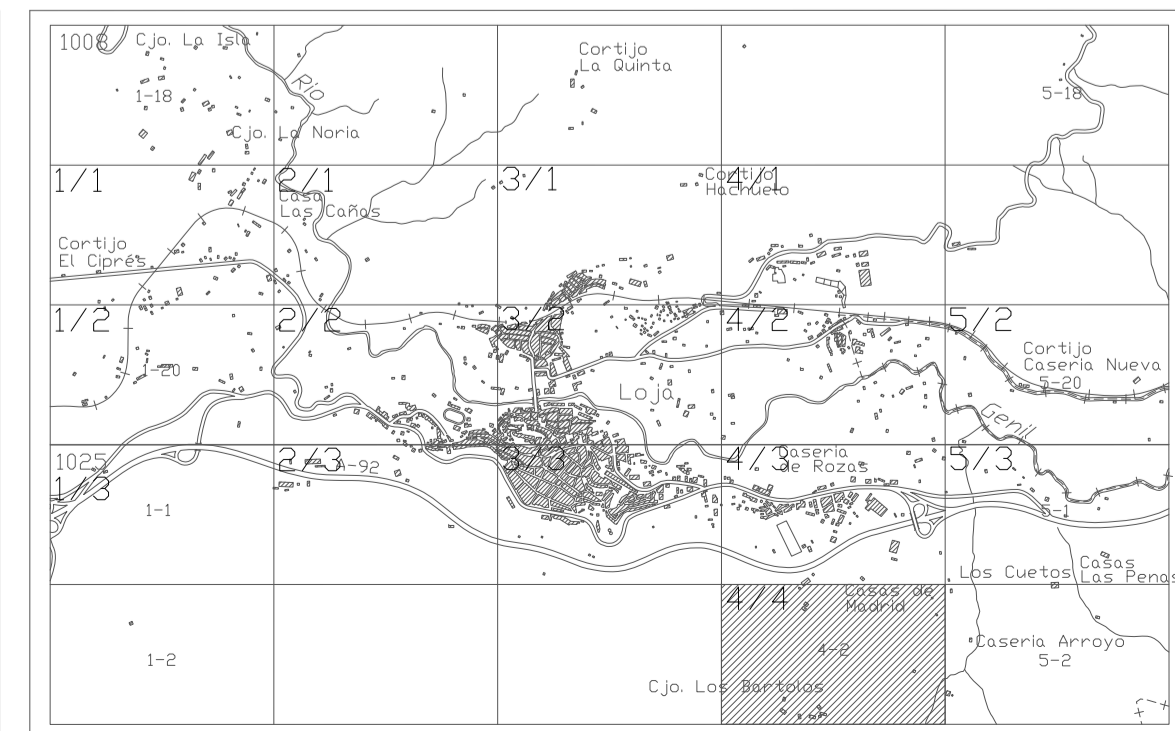 1008
Cjo. La Isla
Cortijo
La Quinta
Río
1-18
5-18
Cjo. La Noria
1/1
2/1
3/1
4/1
Cortijo
Hachuelo
Casa
Las Cañas
Cortijo
El Ciprés
1/2
2/2
3/2
4/2
5/2
Cortijo
Caseria Nueva
1-20
5-20
Loja
Genil
1025
1/3
2/3
A-92
3/3
4/3
Caseria
de Rozas
5/3
1-1
5-1
Los Cuetos
Casas
Las Penas
4/4
Casas de
Madrid
1-2
4-2
Caseria Arroyo
5-2
Cjo. Los Bartolos